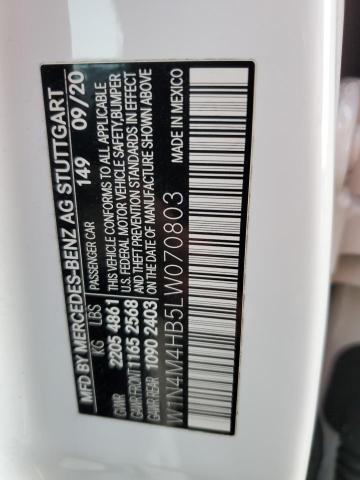 MFD BY MERCEDES-BENZ AG STUTTGART
149 09/20
PASSENGER CAR
KG LBS
GVWR 2205 4861
GAWR FRONT 1165 2568
GAWR REAR 1090 2403
THIS VEHICLE CONFORMS TO ALL APPLICABLE
U.S. FEDERAL MOTOR VEHICLE SAFETY, BUMPER
AND THEFT PREVENTION STANDARDS IN EFFECT
ON THE DATE OF MANUFACTURE SHOWN ABOVE
W1N4M4HB5LW070803
MADE IN MEXICO